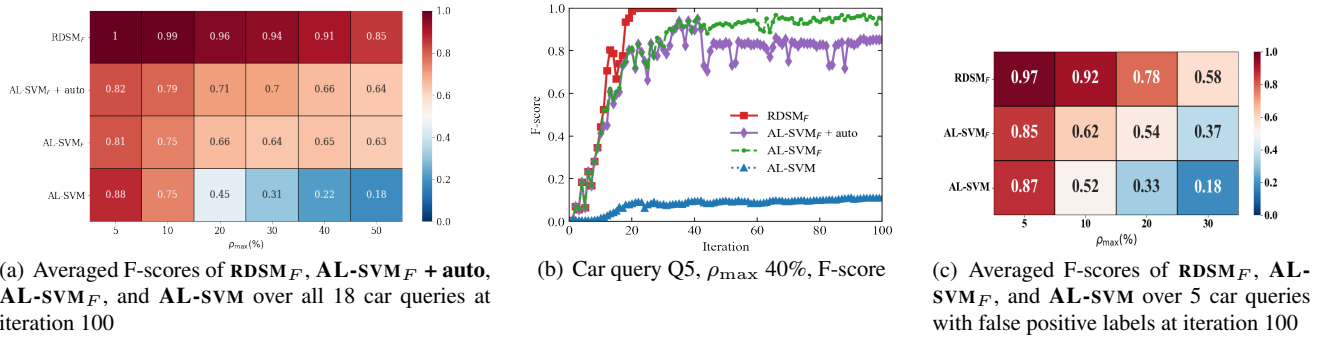 RDSM_F
AL-SVM_F + auto
AL-SVM_F
AL-SVM
1 0.99 0.96 0.94 0.91 0.85
0.82 0.79 0.71 0.7 0.66 0.64
0.81 0.75 0.66 0.64 0.65 0.63
0.88 0.75 0.45 0.31 0.22 0.18
5 10 20 30 40 50
ρmax(%)
1.0
0.8
0.6
0.4
0.2
0.0
(a) Averaged F-scores of RDSM_F, AL-SVM_F + auto,
AL-SVM_F, and AL-SVM over all 18 car queries at
iteration 100
F-score
1.0
0.8
0.6
0.4
0.2
0.0
RDSM_F
AL-SVM_F + auto
AL-SVM_F
AL-SVM
0 20 40 60 80 100
Iteration
(b) Car query Q5, ρmax 40%, F-score
RDSM_F
AL-SVM_F
AL-SVM
0.97 0.92 0.78 0.58
0.85 0.62 0.54 0.37
0.87 0.52 0.33 0.18
5 10 20 30
ρmax(%)
1.0
0.8
0.6
0.4
0.2
0.0
(c) Averaged F-scores of RDSM_F, AL-
SVM_F, and AL-SVM over 5 car queries
with false positive labels at iteration 100